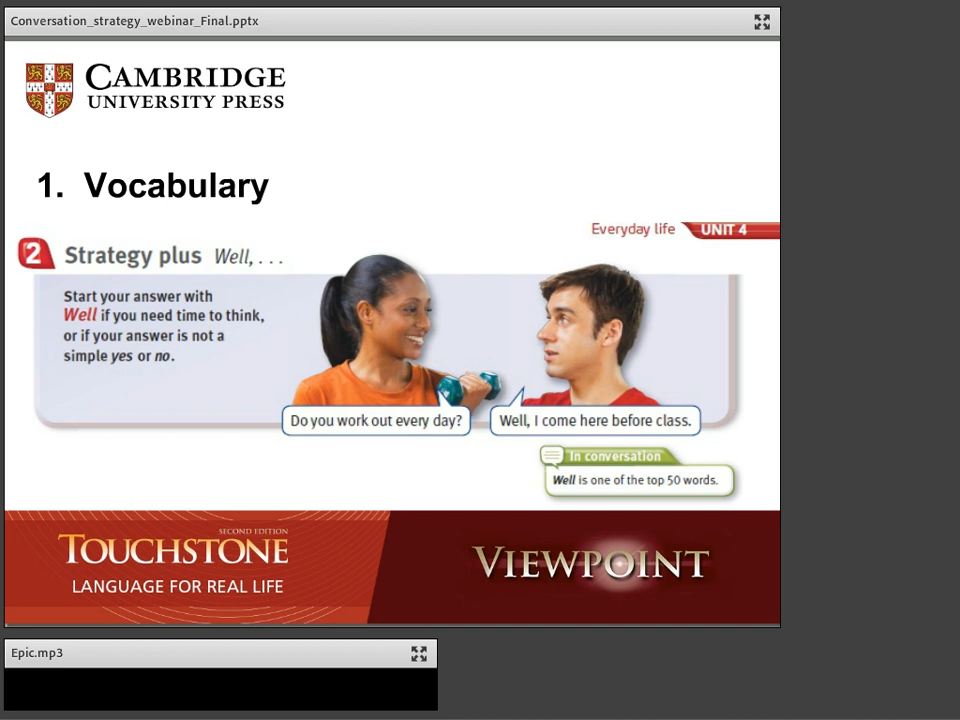 Conversation_strategy_webinar_Final.pptx
CAMBRIDGE
UNIVERSITY PRESS
1. Vocabulary
Everyday life UNIT 4
2 Strategy plus Well, . . .
Start your answer with
Well if you need time to think,
or if your answer is not a
simple yes or no.
Do you work out every day?
Well, I come here before class.
In conversation
Well is one of the top 50 words.
SECOND EDITION
TOUCHSTONE
LANGUAGE FOR REAL LIFE
VIEWPOINT
Epic.mp3